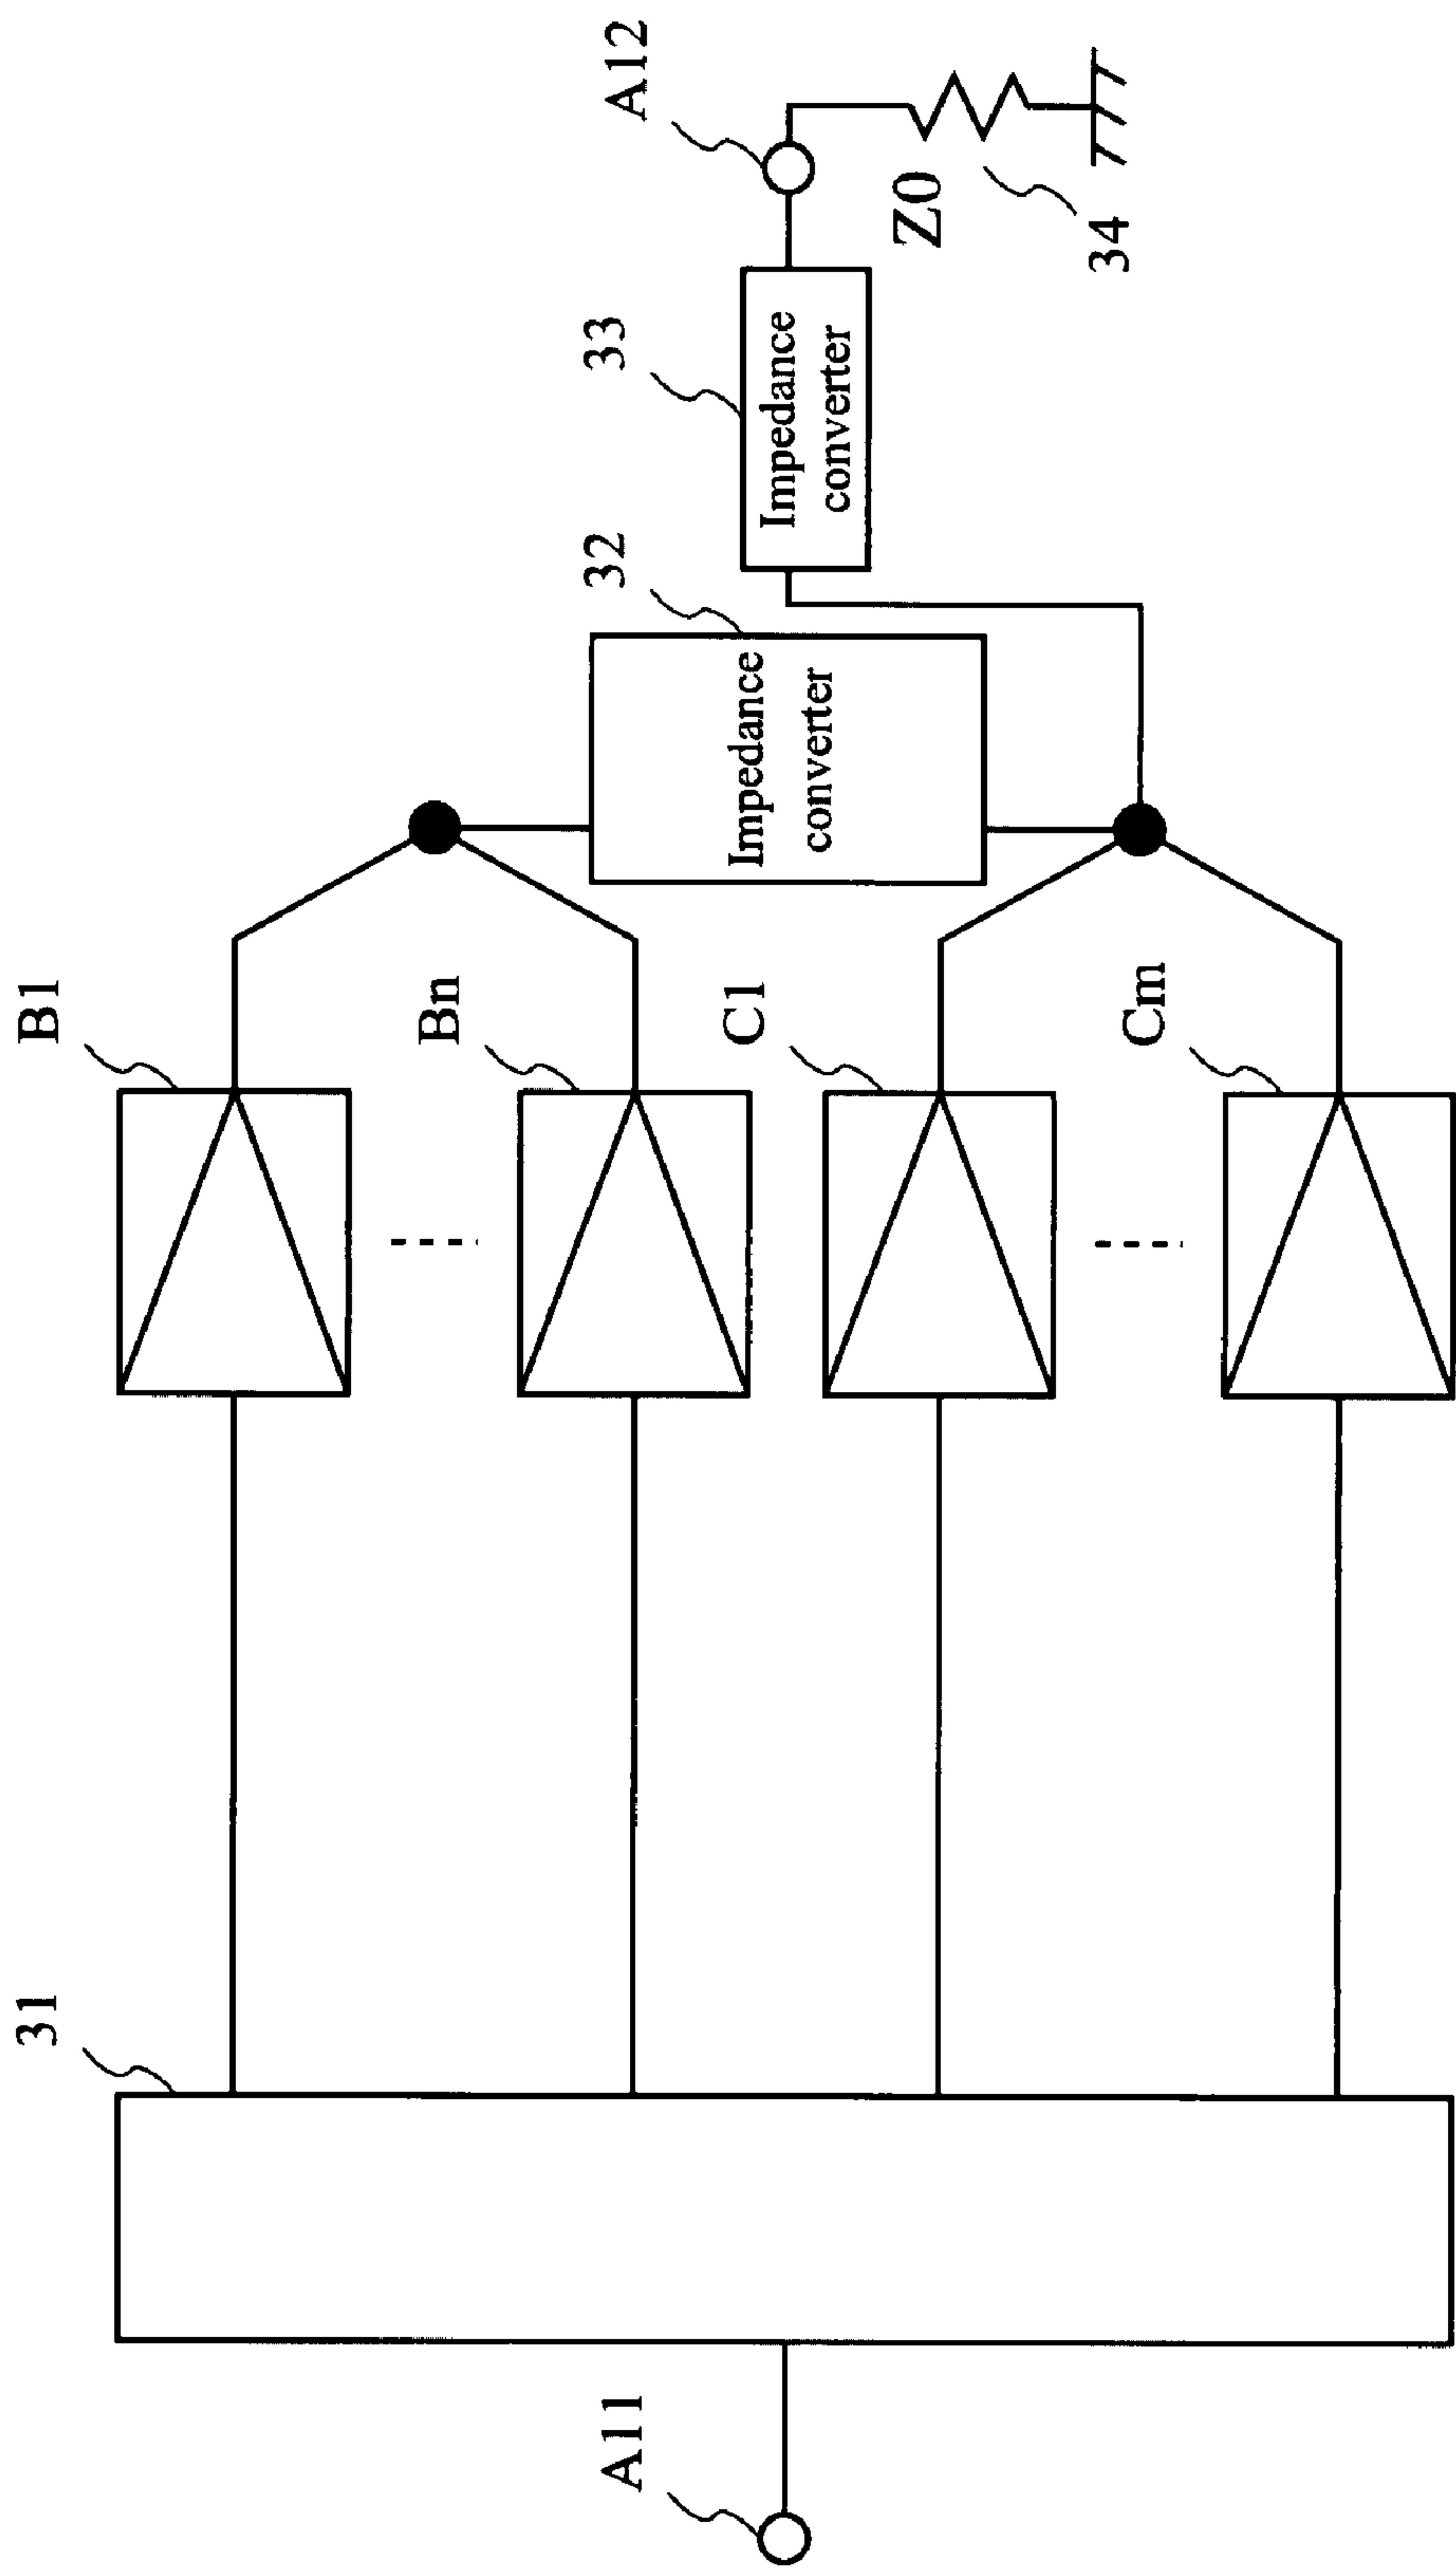 A11
31
B1
Bn
C1
Cm
32
Impedance
converter
33
Impedance
converter
A12
Z0
34